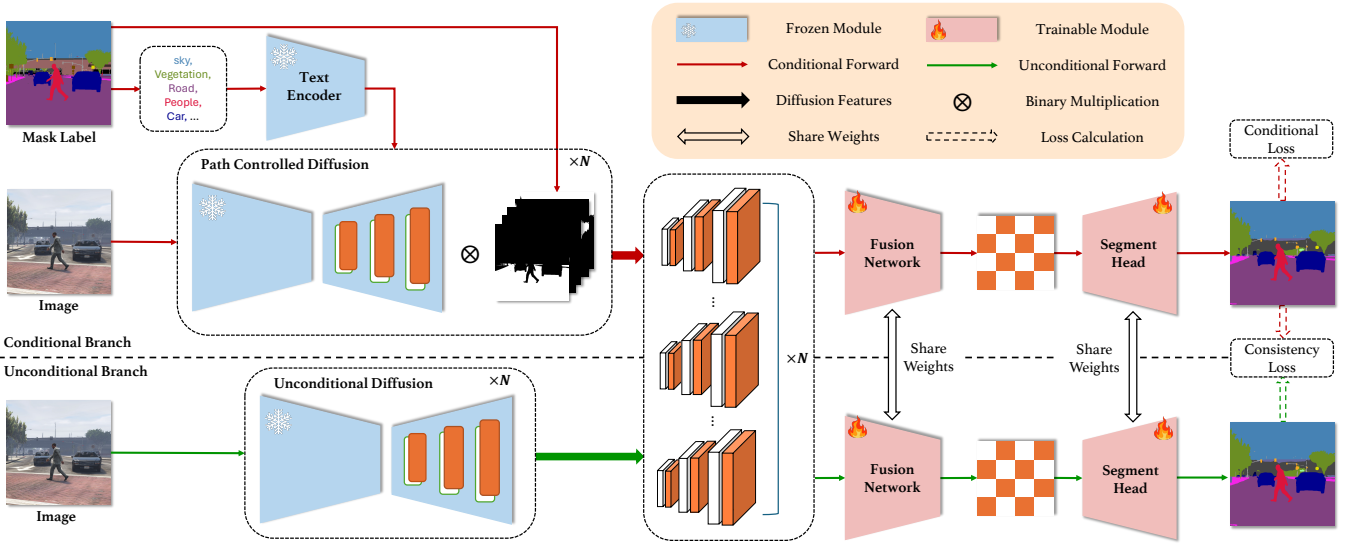 Mask Label
sky,
Vegetation,
Road,
People,
Car, ...
Text
Encoder
Frozen Module
Trainable Module
Conditional Forward
Unconditional Forward
Diffusion Features
Binary Multiplication
Share Weights
Loss Calculation
Conditional
Loss
Path Controlled Diffusion
×N
Image
Fusion
Network
Segment
Head
...
...
×N
Conditional Branch
Unconditional Branch
Share
Weights
Share
Weights
Consistency
Loss
Unconditional Diffusion
×N
Image
Fusion
Network
Segment
Head